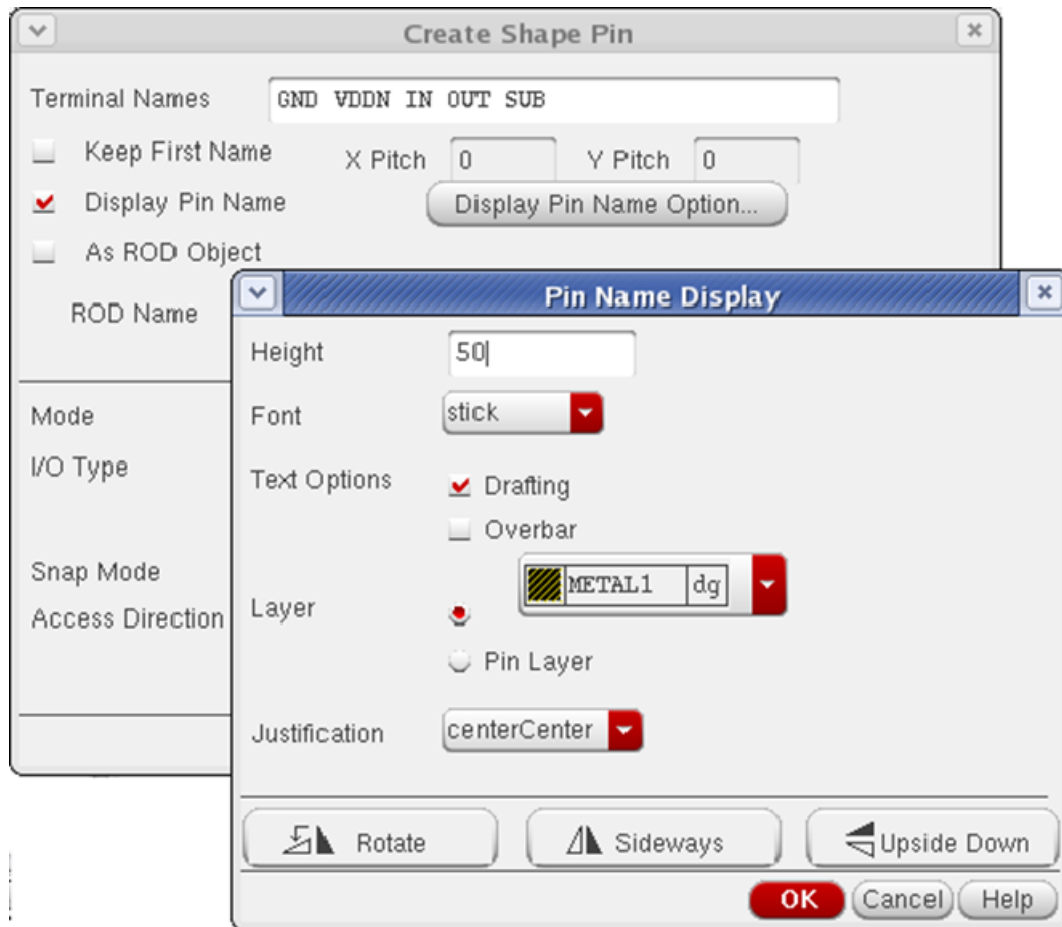 Create Shape Pin
Terminal Names GND VDDN IN OUT SUB
Keep First Name X Pitch 0 Y Pitch 0
Display Pin Name Display Pin Name Option...
As ROD Object
ROD Name
Mode
I/O Type
Snap Mode
Access Direction
Pin Name Display
Height 50
Font stick
Text Options Drafting
Overbar
Layer METAL1 dg
Pin Layer
Justification centerCenter
Rotate Sideways Upside Down
OK Cancel Help